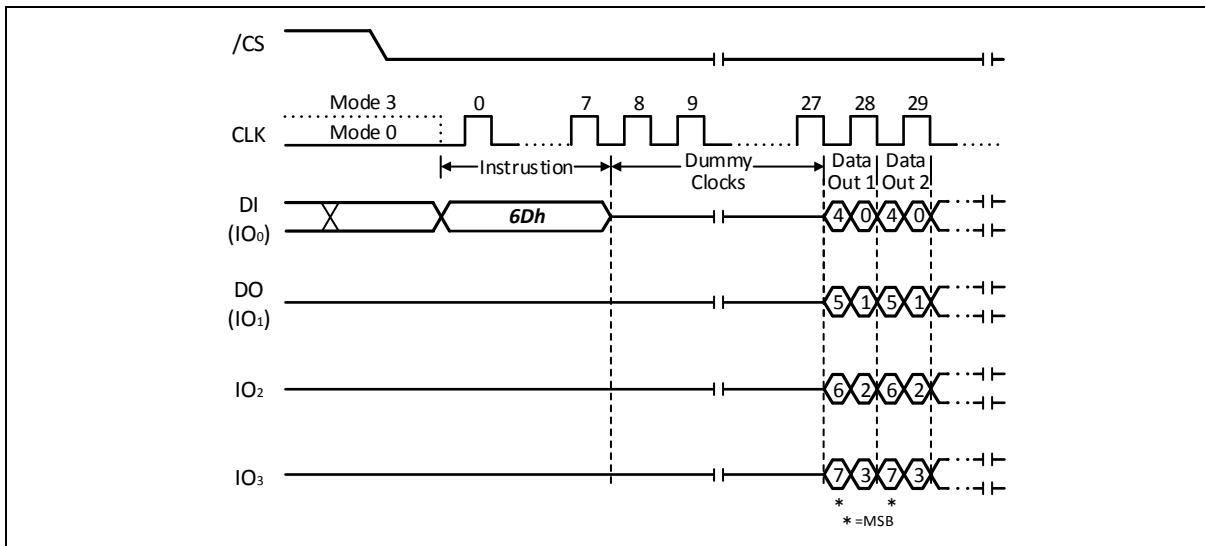 /CS
Mode 3
0 7 8 9 27 28 29
CLK
Mode 0
Instrustion
Dummy Clocks
Data Out 1
Data Out 2
DI (IO0)
6Dh
4 0 4 0
DO (IO1)
5 1 5 1
IO2
6 2 6 2
IO3
7 3 7 3
* *
* =MSB